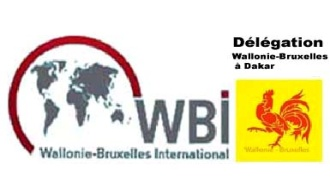 WBi
Wallonie-Bruxelles International
Délégation
Wallonie-Bruxelles
à Dakar
Wallonie - Bruxelles